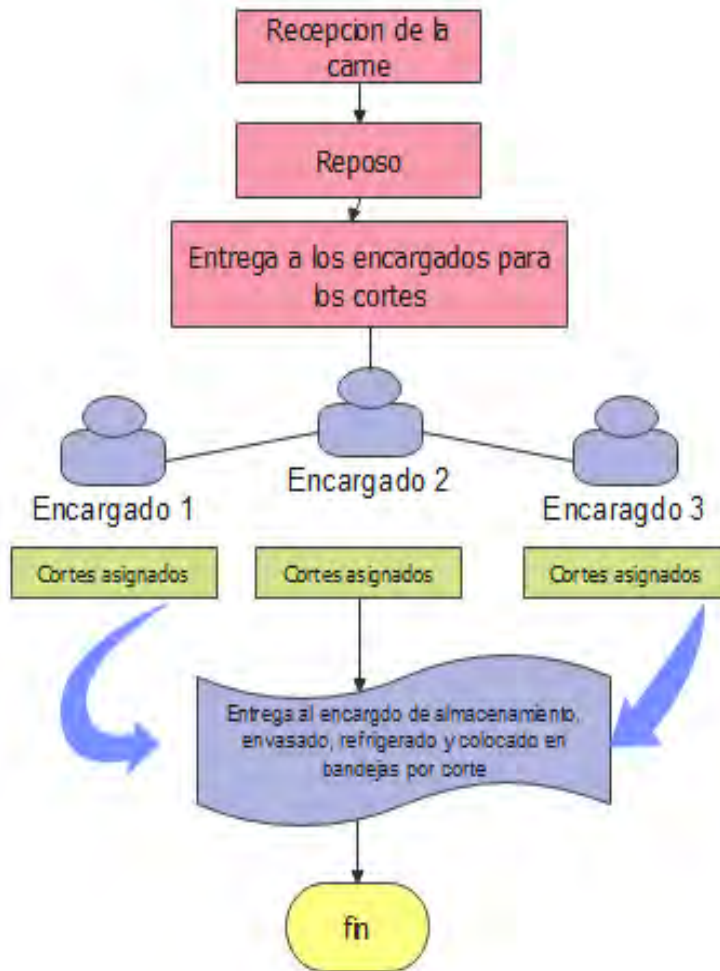 Recepcion de la
carne
Reposo
Entrega a los encargados para
los cortes
Encargado 1
Encargado 2
Encaragdo 3
Cortes asignados
Cortes asignados
Cortes asignados
Entrega al encargdo de almacenamiento,
envasado, refrigerado y colocado en
bandejas por corte
fin